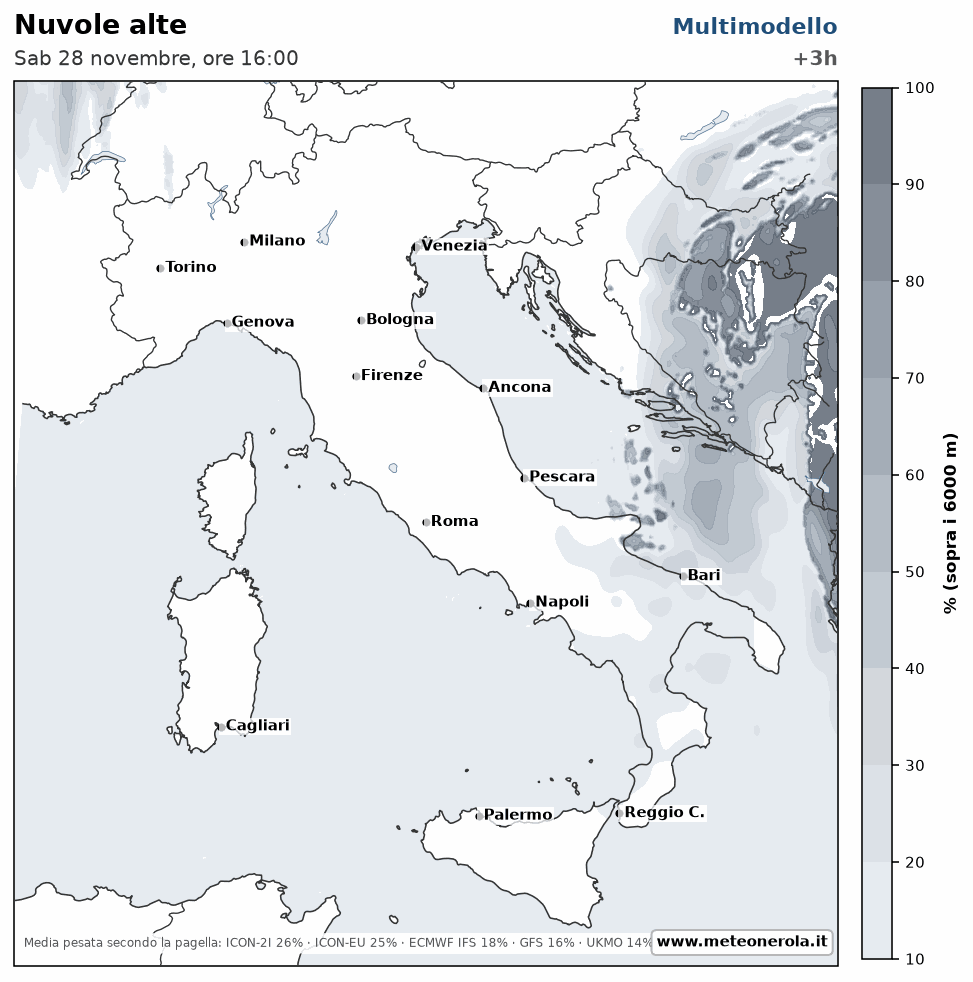 Nuvole alte
Multimodello
Sab 28 novembre, ore 16:00
+3h
100
90
80
70
60
50
40
30
20
10
% (sopra i 6000 m)
Milano
Venezia
Torino
Genova
Bologna
Firenze
Ancona
Pescara
Roma
Bari
Napoli
Cagliari
Palermo
Reggio C.
Media pesata secondo la pagella: ICON-2I 26% · ICON-EU 25% · ECMWF IFS 18% · GFS 16% · UKMO 14%
www.meteonerola.it